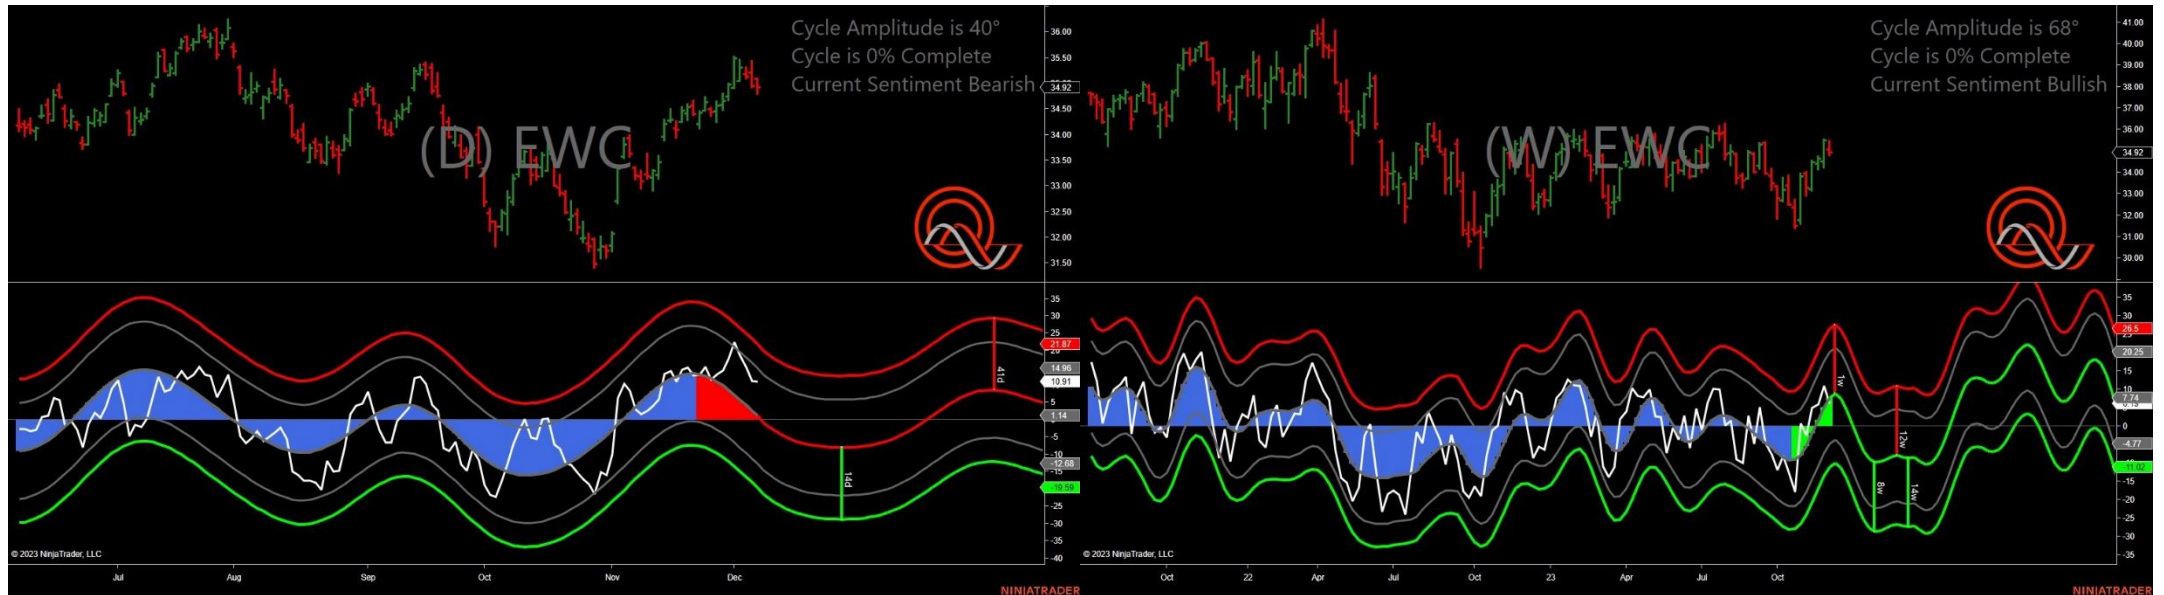 Cycle Amplitude is 40°
Cycle is 0% Complete
Current Sentiment Bearish
(D) EWC
36.00
35.50
34.92
34.50
34.00
33.50
33.00
32.50
32.00
31.50
35
30
25
21.87
20
14.96
10.91
5
1.14
-5
-10
-12.68
-19.59
-25
-30
-35
-40
41d
14d
© 2023 NinjaTrader, LLC
Jul
Aug
Sep
Oct
Nov
Dec
NINJATRADER
Cycle Amplitude is 68°
Cycle is 0% Complete
Current Sentiment Bullish
(W) EWC
41.00
40.00
39.00
38.00
37.00
36.00
34.92
34.00
33.00
32.00
31.00
30.00
35
30
26.5
20.25
15
10
7.74
0
-4.77
-11.02
-15
-20
-25
-30
-35
1w
12w
8w
14w
© 2023 NinjaTrader, LLC
Oct
22
Apr
Jul
Oct
23
Apr
Jul
Oct
NINJATRADER